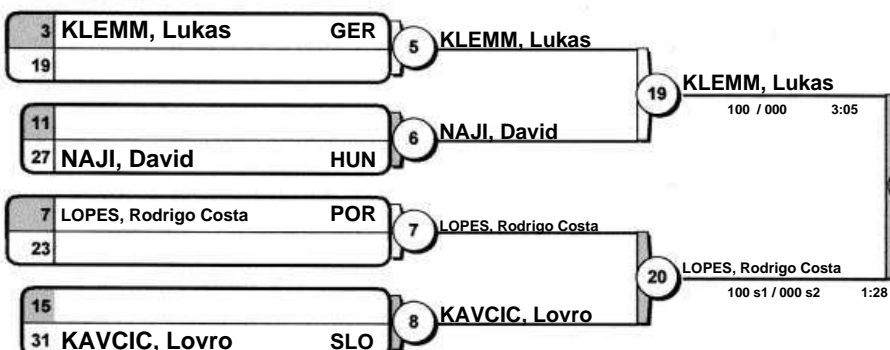 3 KLEMM, Lukas GER
19
5 KLEMM, Lukas
19 KLEMM, Lukas
100 / 000 3:05
11
27 NAJI, David HUN
6 NAJI, David
7 LOPES, Rodrigo Costa POR
23
7 LOPES, Rodrigo Costa
20 LOPES, Rodrigo Costa
100 s1 / 000 s2 1:28
15
31 KAVCIC, Lovro SLO
8 KAVCIC, Lovro